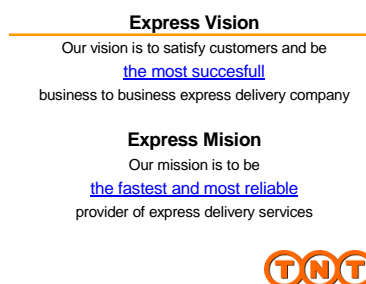 Express Vision
Our vision is to satisfy customers and be
the most succesfull
business to business express delivery company
Express Mision
Our mission is to be
the fastest and most reliable
provider of express delivery services
TNT